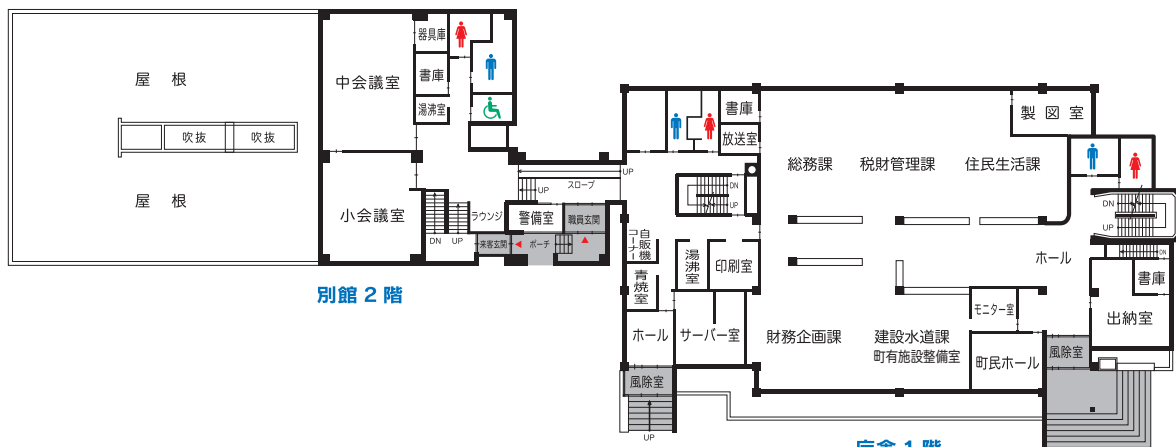 屋 根
吹抜
吹抜
屋 根
中会議室
小会議室
器具庫
書庫
湯沸室
DN
UP
ラウンジ
UP
スロープ
UP
警備室
職員玄関
来客玄関
ポーチ
別館 2 階
書庫
放送室
DN
UP
自販機
コーナー
青焼室
湯沸室
印刷室
ホール
サーバー室
風除室
UP
総務課
税財管理課
住民生活課
製 図 室
DN
UP
ホール
DN
書庫
出納室
財務企画課
建設水道課
町有施設整備室
モニター室
町民ホール
風除室
庁舎 1 階